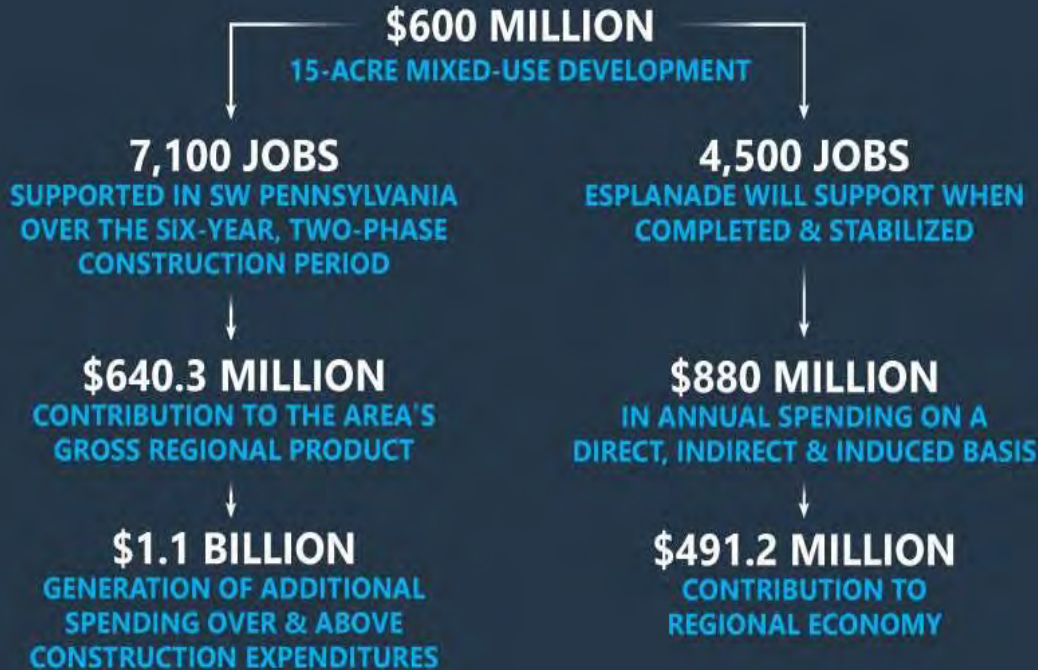 $600 MILLION
15-ACRE MIXED-USE DEVELOPMENT
7,100 JOBS
SUPPORTED IN SW PENNSYLVANIA
OVER THE SIX-YEAR, TWO-PHASE
CONSTRUCTION PERIOD
$640.3 MILLION
CONTRIBUTION TO THE AREA'S
GROSS REGIONAL PRODUCT
$1.1 BILLION
GENERATION OF ADDITIONAL
SPENDING OVER & ABOVE
CONSTRUCTION EXPENDITURES
4,500 JOBS
ESPLANADE WILL SUPPORT WHEN
COMPLETED & STABILIZED
$880 MILLION
IN ANNUAL SPENDING ON A
DIRECT, INDIRECT & INDUCED BASIS
$491.2 MILLION
CONTRIBUTION TO
REGIONAL ECONOMY